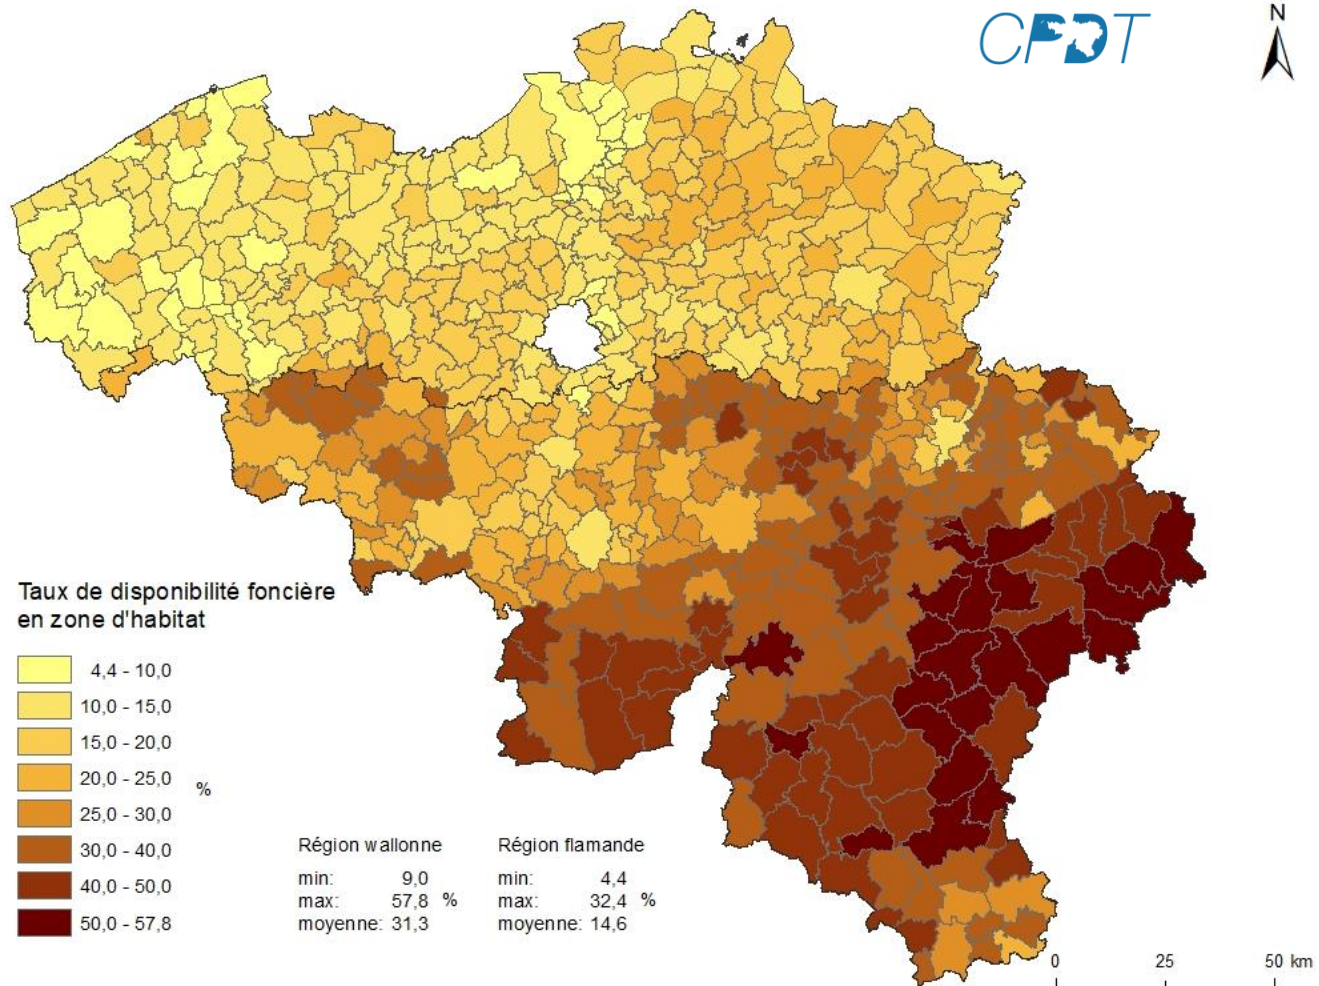 CPDT
N
Taux de disponibilité foncière
en zone d'habitat
4,4 - 10,0
10,0 - 15,0
15,0 - 20,0
20,0 - 25,0
%
25,0 - 30,0
30,0 - 40,0
40,0 - 50,0
50,0 - 57,8
Région wallonne
min: 9,0
max: 57,8 %
moyenne: 31,3
Région flamande
min: 4,4
max: 32,4 %
moyenne: 14,6
0 25 50 km